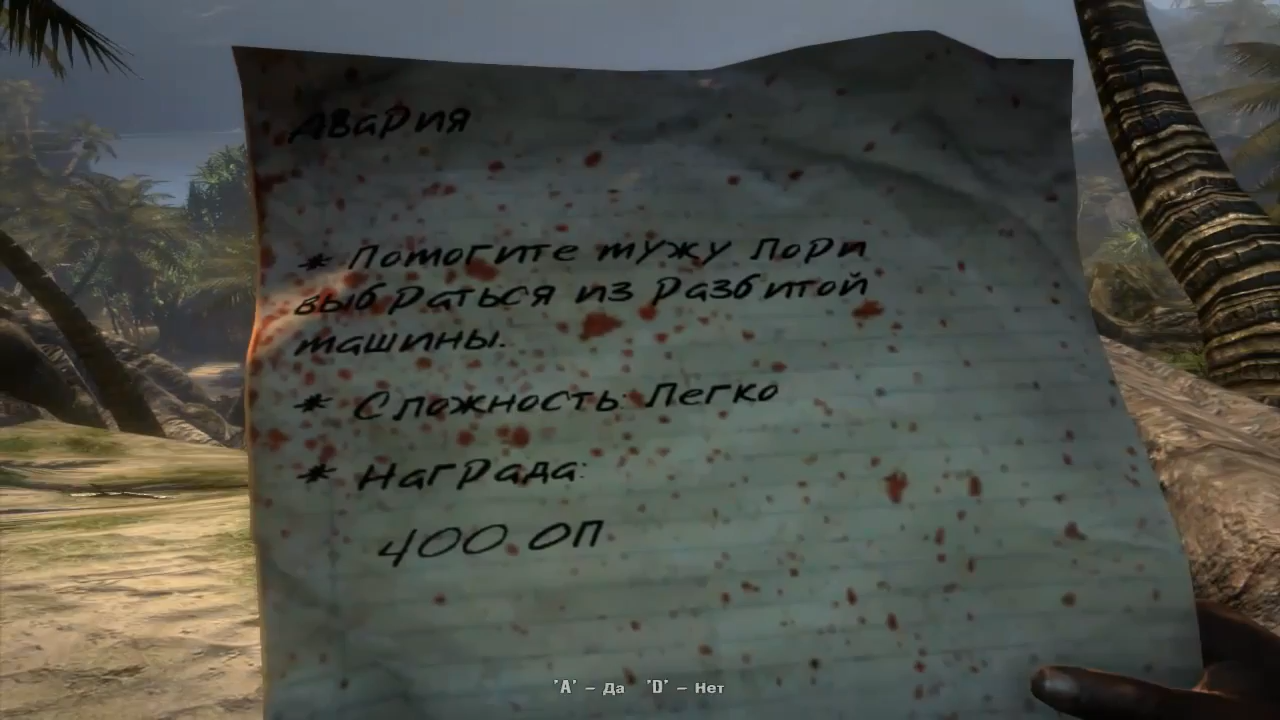 Авария
* Помогите мужу Лори
выбраться из разбитой
машины.
* Сложность: Легко
* Награда:
400 ОП
'A' – Да 'D' – Нет